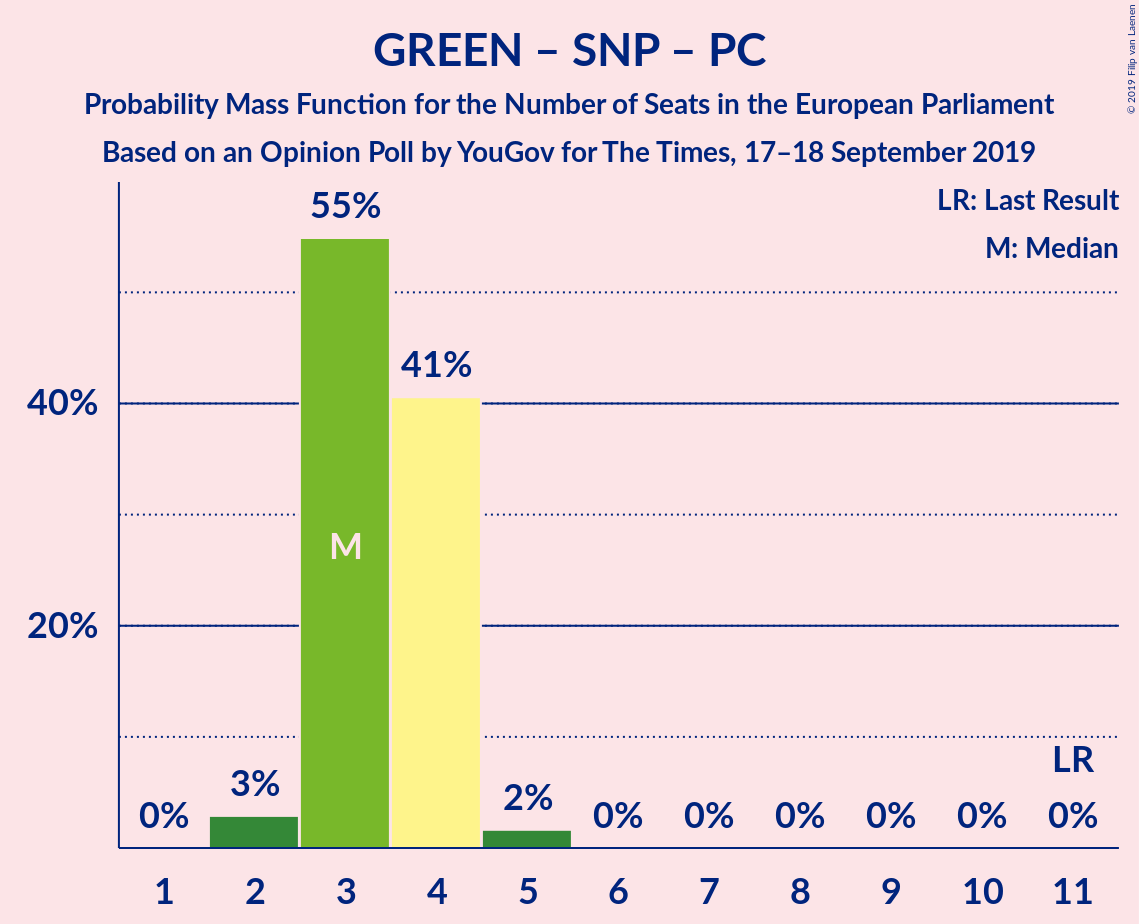 GREEN – SNP – PC
Probability Mass Function for the Number of Seats in the European Parliament
Based on an Opinion Poll by YouGov for The Times, 17–18 September 2019
© 2019 Filip van Laenen
LR: Last Result
M: Median
55%
41%
40%
M
20%
LR
3%
2%
0% 0% 0% 0% 0% 0% 0%
1 2 3 4 5 6 7 8 9 10 11